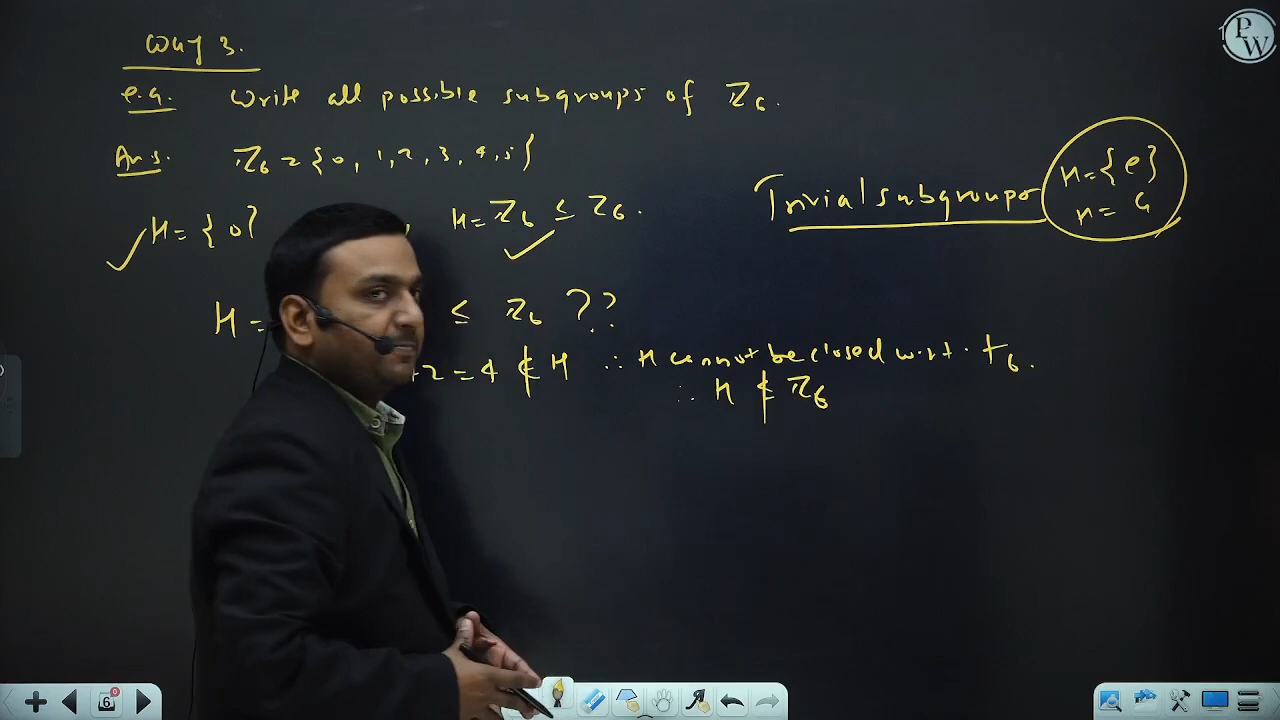 Way 3.
e.g. Write all possible subgroups of ℤ₆.
Ans. ℤ₆ = {0, 1, 2, 3, 4, 5}
H = {0} , H = ℤ₆ ≤ ℤ₆.
Trivial subgroups
H = {e}
H = G
H = ≤ ℤ₆ ??
+2 = 4 ∉ H ∴ H cannot be closed w.r.t. +₆.
∴ H ≰ ℤ₆
PW
6